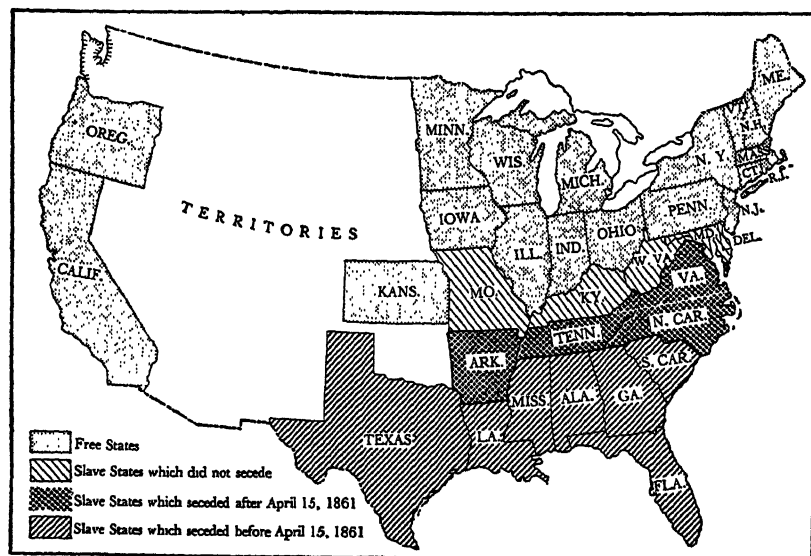 ME.
VT.
N.H.
MASS.
CT.
R.I.
N. Y.
OREG.
MINN.
WIS.
MICH.
IOWA
PENN.
N.J.
TERRITORIES
ILL.
IND.
OHIO
MD.
DEL.
W. VA.
CALIF.
KANS.
MO.
KY.
VA.
N. CAR.
TENN.
ARK.
S. CAR.
MISS.
ALA.
GA.
TEXAS
LA.
FLA.
Free States
Slave States which did not secede
Slave States which seceded after April 15, 1861
Slave States which seceded before April 15, 1861